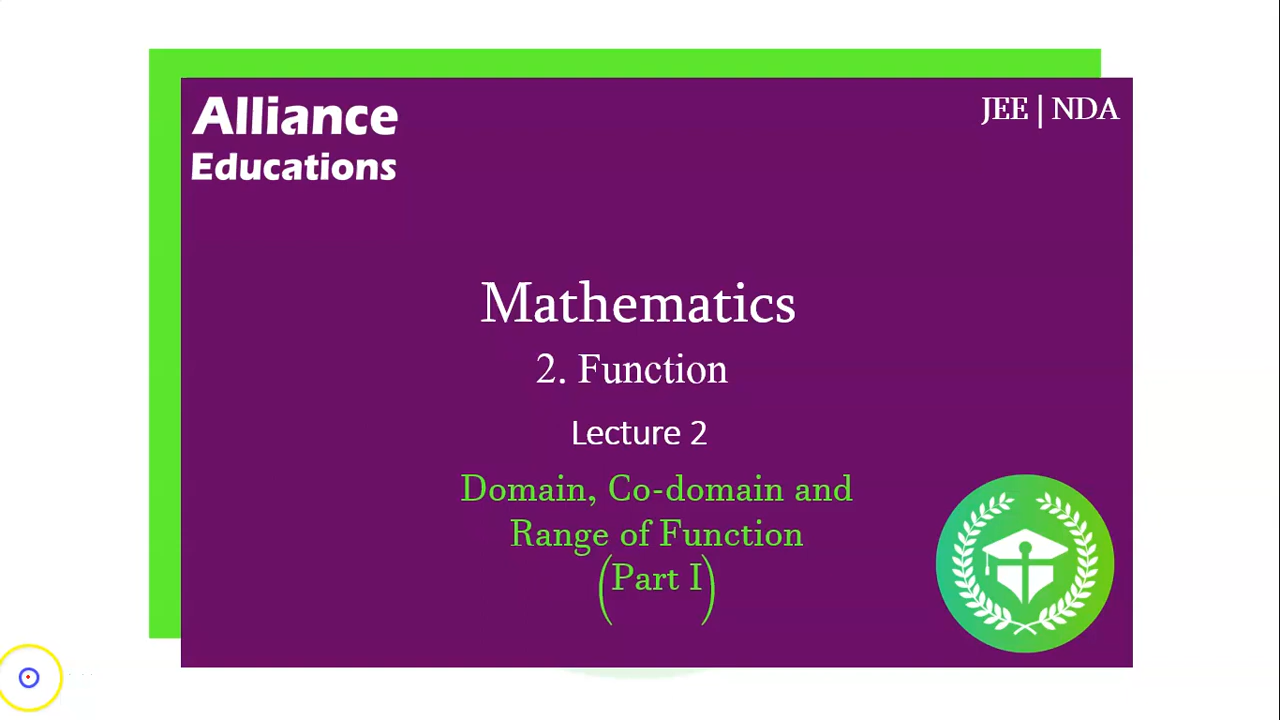 Alliance
Educations
JEE | NDA
Mathematics
2. Function
Lecture 2
Domain, Co-domain and
Range of Function
(Part I)